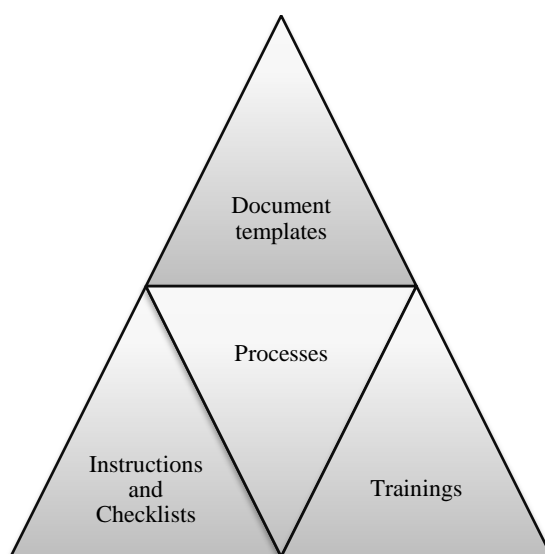 Document
templates
Processes
Instructions
and
Checklists
Trainings